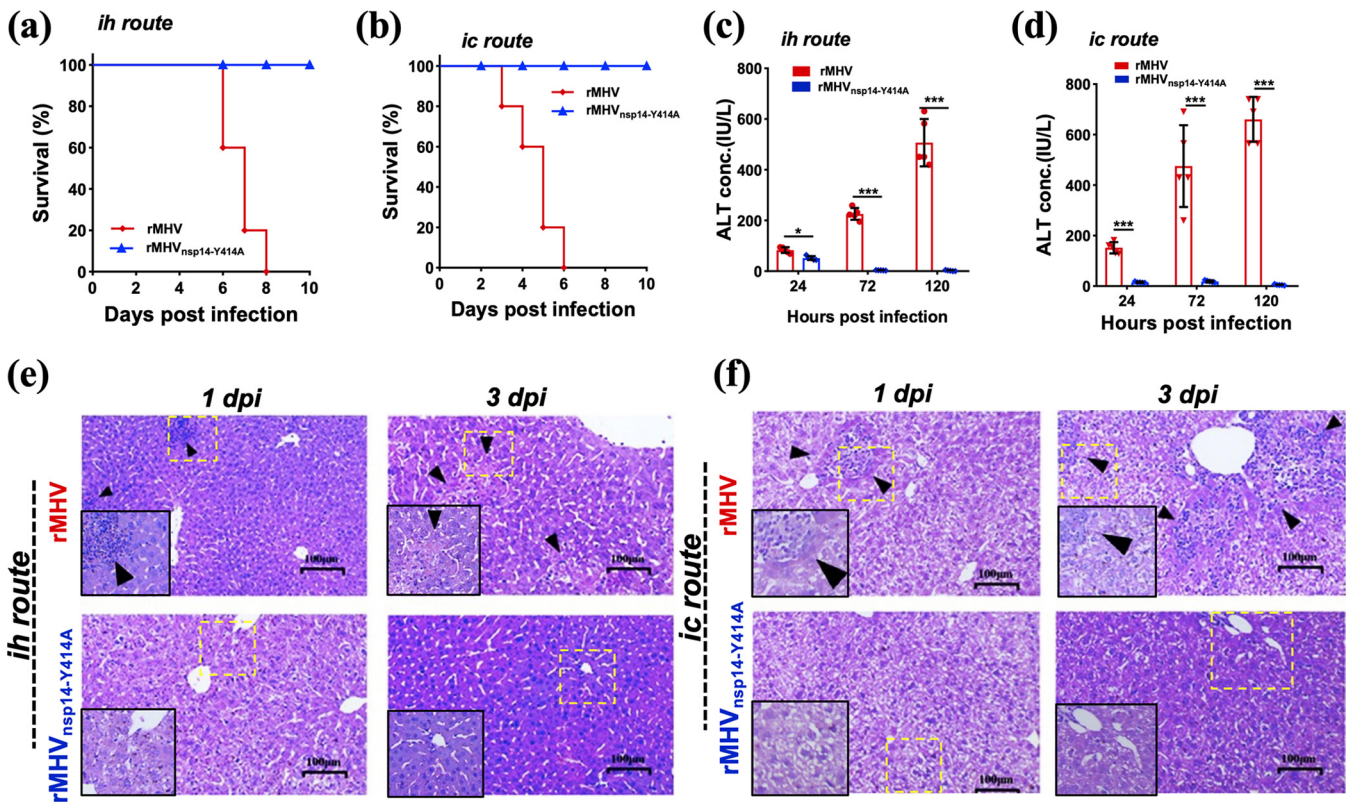 (a)
ih route
Survival (%)
100
80
60
40
20
0
rMHV
rMHVnsp14-Y414A
0 2 4 6 8 10
Days post infection
(b)
ic route
Survival (%)
100
80
60
40
20
0
rMHV
rMHVnsp14-Y414A
0 2 4 6 8 10
Days post infection
(c)
ih route
rMHV
rMHVnsp14-Y414A
ALT conc.(IU/L)
800
600
400
200
0
* *** ***
24 72 120
Hours post infection
(d)
ic route
rMHV
rMHVnsp14-Y414A
ALT conc.(IU/L)
800
600
400
200
0
*** *** ***
24 72 120
Hours post infection
(e)
1 dpi 3 dpi
ih route
rMHV
100μm 100μm
rMHVnsp14-Y414A
100μm 100μm
(f)
1 dpi 3 dpi
ic route
rMHV
100μm 100μm
rMHVnsp14-Y414A
100μm 100μm